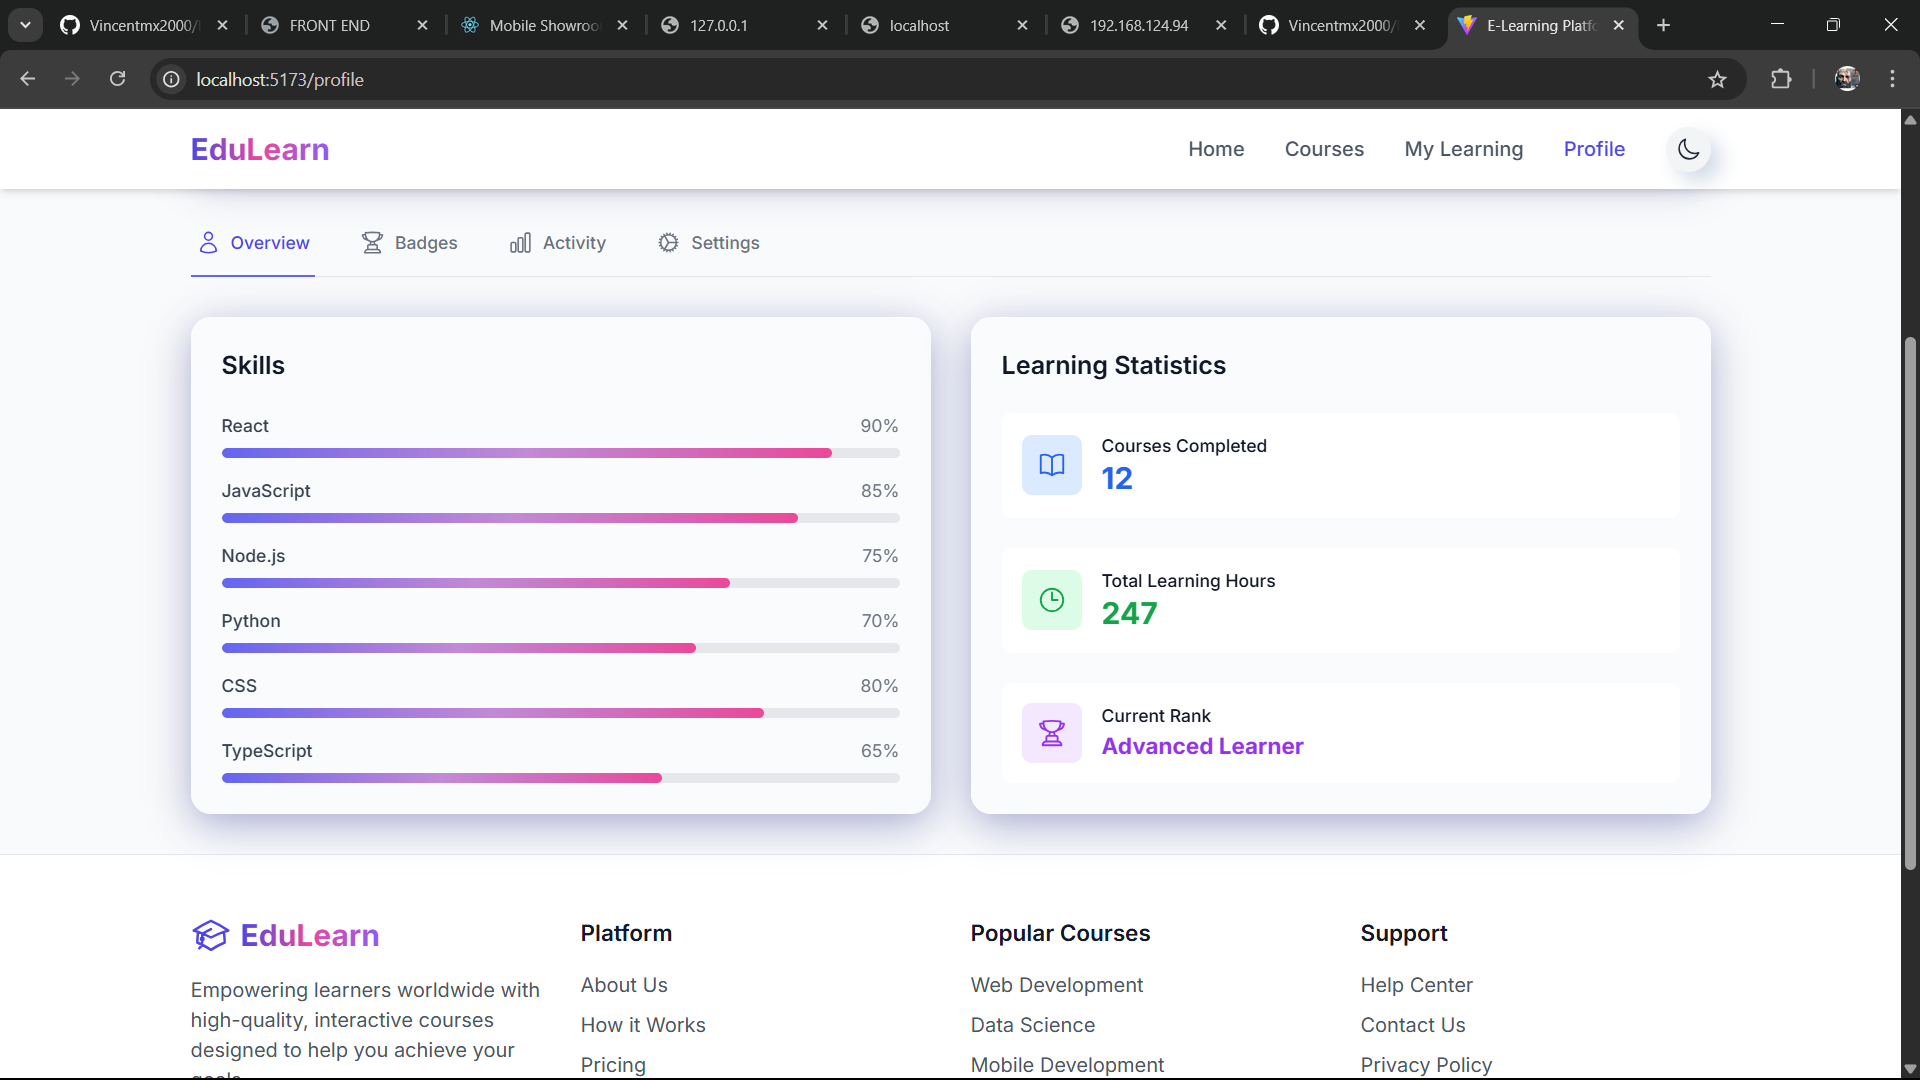 Vincentmx2000/
FRONT END
Mobile Showroo
127.0.0.1
localhost
192.168.124.94
Vincentmx2000/
E-Learning Platfo
localhost:5173/profile
EduLearn
Home
Courses
My Learning
Profile
Overview
Badges
Activity
Settings
Skills
React 90%
JavaScript 85%
Node.js 75%
Python 70%
CSS 80%
TypeScript 65%
Learning Statistics
Courses Completed
12
Total Learning Hours
247
Current Rank
Advanced Learner
EduLearn
Empowering learners worldwide with
high-quality, interactive courses
designed to help you achieve your
Platform
About Us
How it Works
Pricing
Popular Courses
Web Development
Data Science
Mobile Development
Support
Help Center
Contact Us
Privacy Policy